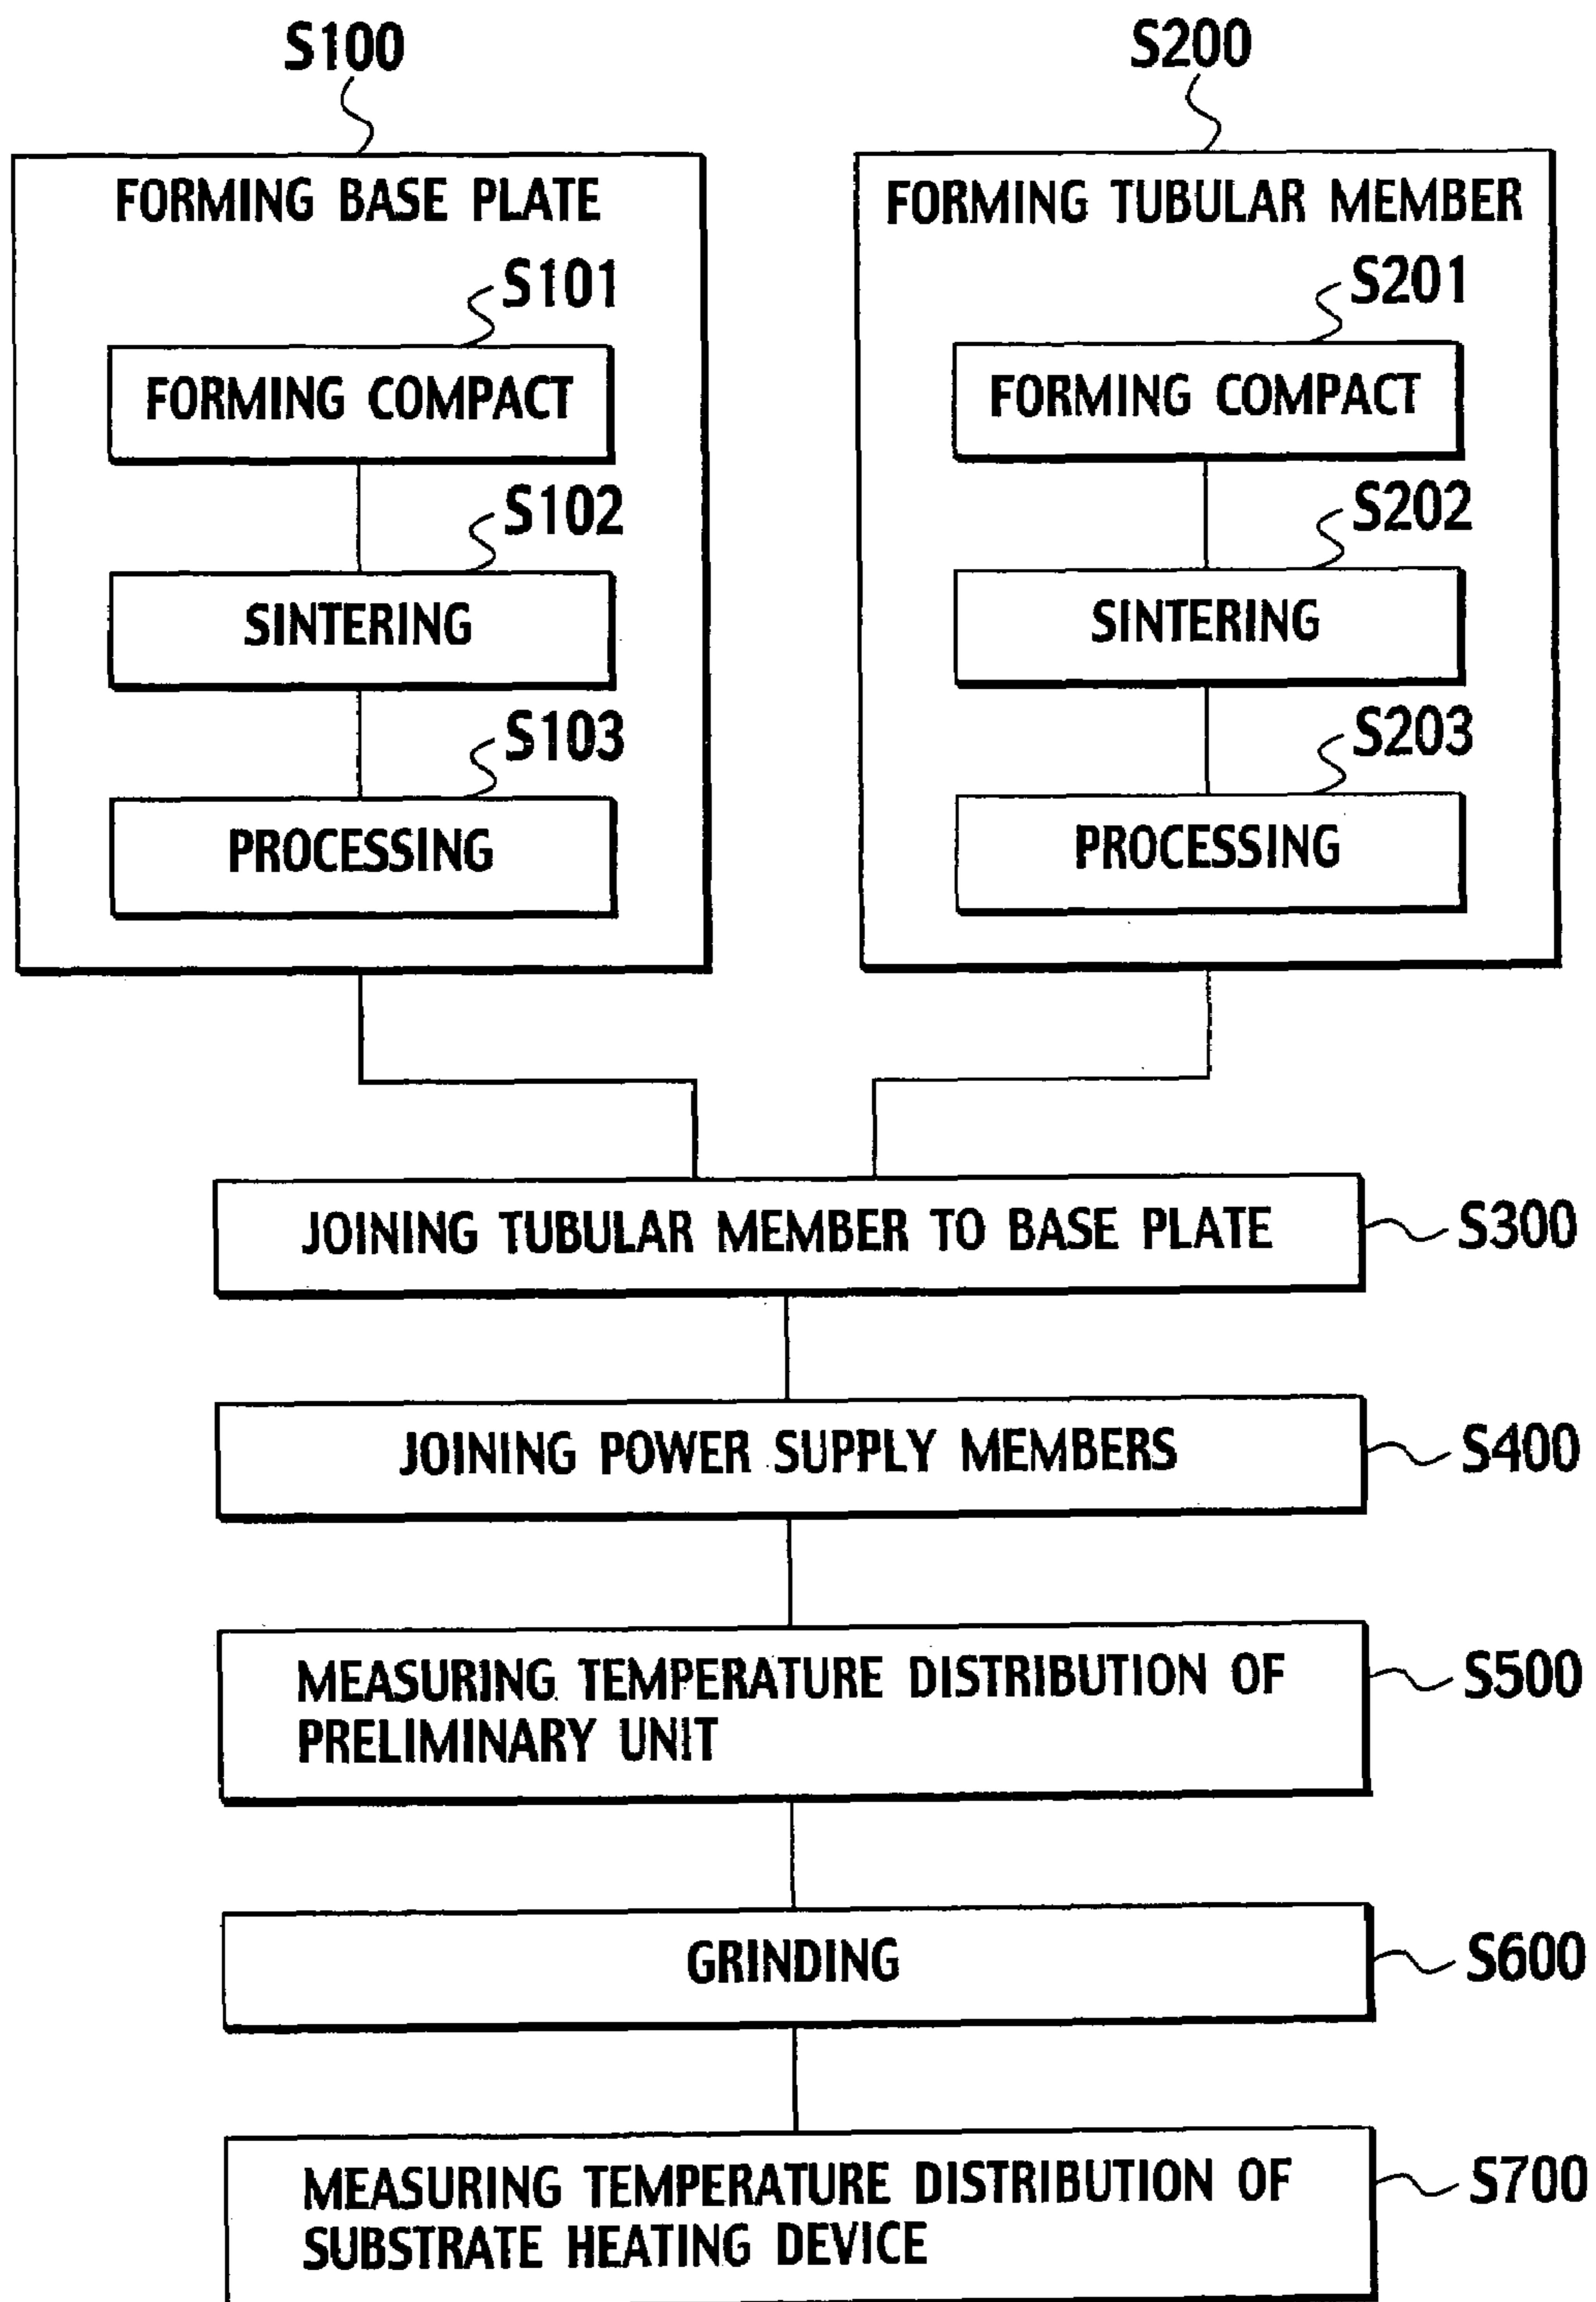 S100
FORMING BASE PLATE
S101
FORMING COMPACT
S102
SINTERING
S103
PROCESSING
S200
FORMING TUBULAR MEMBER
S201
FORMING COMPACT
S202
SINTERING
S203
PROCESSING
JOINING TUBULAR MEMBER TO BASE PLATE
S300
JOINING POWER SUPPLY MEMBERS
S400
MEASURING TEMPERATURE DISTRIBUTION OF
PRELIMINARY UNIT
S500
GRINDING
S600
MEASURING TEMPERATURE DISTRIBUTION OF
SUBSTRATE HEATING DEVICE
S700